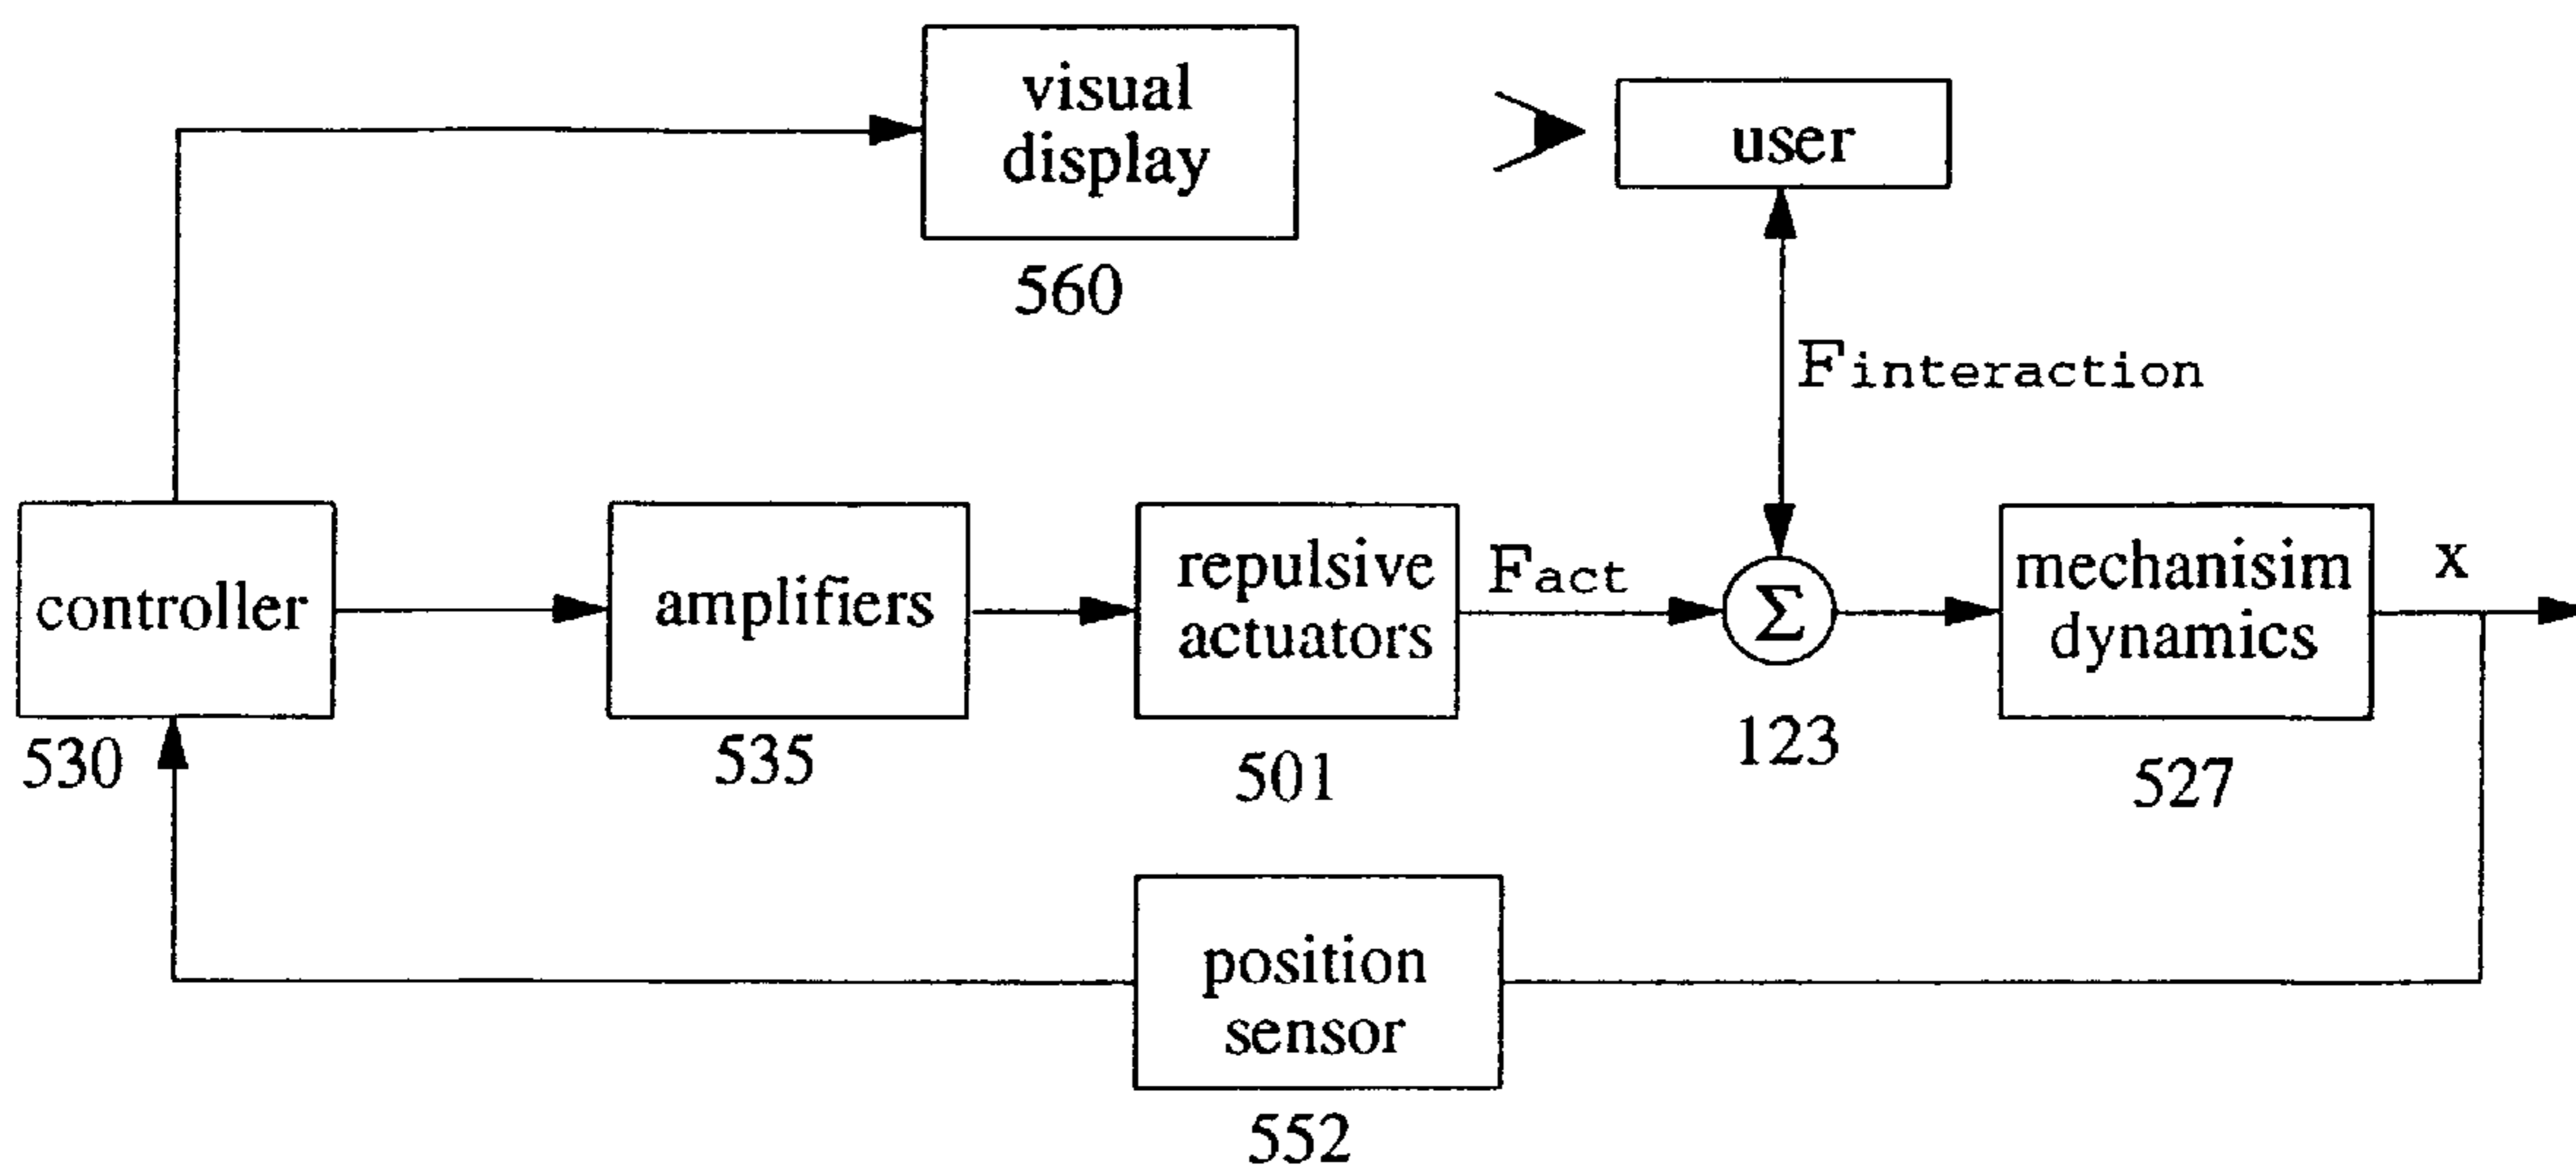 visual
display
560
user
Finteraction
controller
530
amplifiers
535
repulsive
actuators
501
Fact
Σ
123
mechanisim
dynamics
527
x
position
sensor
552